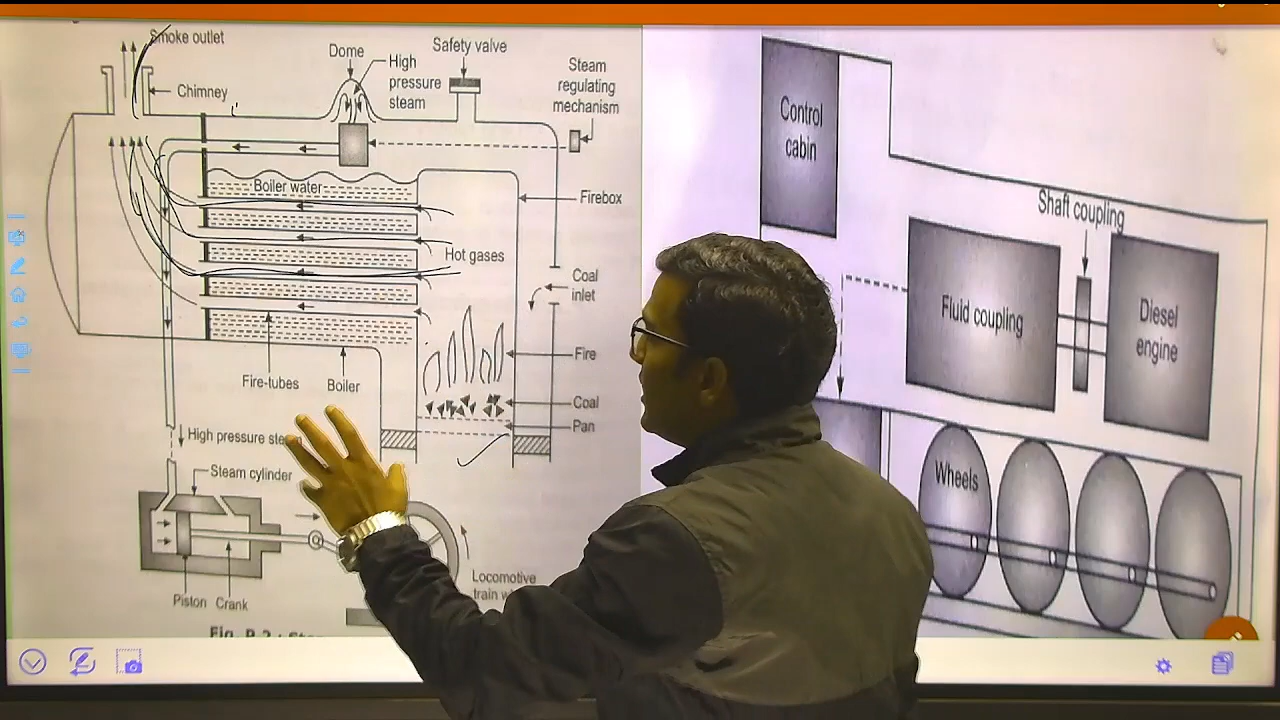 Smoke outlet
Dome
Safety valve
High
pressure
steam
Steam
regulating
mechanism
Chimney
Boiler water
Firebox
Hot gases
Coal
inlet
Fire
Fire-tubes
Boiler
Coal
Pan
High pressure
Steam cylinder
Locomotive
train
Piston
Crank
Control
cabin
Shaft coupling
Fluid coupling
Diesel
engine
Wheels